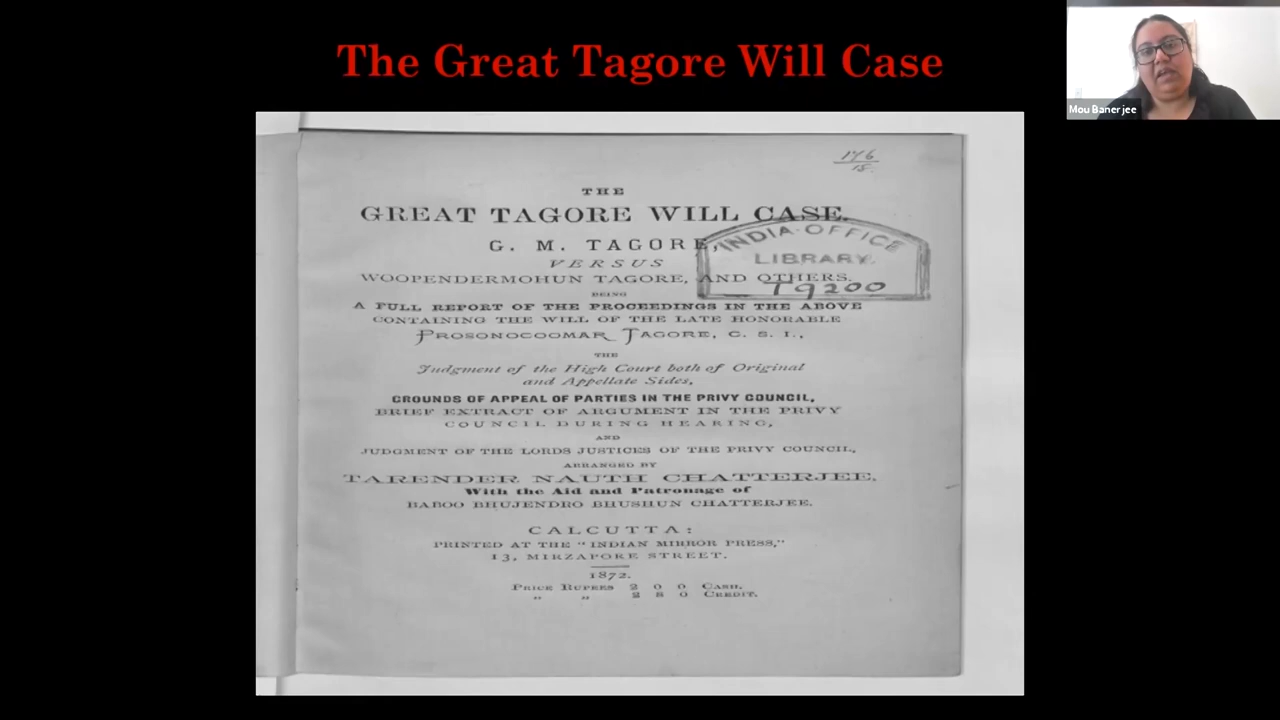 The Great Tagore Will Case
Mou Banerjee
176
18.
THE
GREAT TAGORE WILL CASE.
G. M. TAGORE,
VERSUS
WOOPENDERMOHUN TAGORE, AND OTHERS.
BEING
A FULL REPORT OF THE PROCEEDINGS IN THE ABOVE
CONTAINING THE WILL OF THE LATE HONORABLE
PROSONOCOOMAR TAGORE, C. S. I.,
THE
Judgment of the High Court both of Original
and Appellate Sides,
GROUNDS OF APPEAL OF PARTIES IN THE PRIVY COUNCIL,
BRIEF EXTRACT OF ARGUMENT IN THE PRIVY
COUNCIL DURING HEARING,
AND
JUDGMENT OF THE LORDS JUSTICES OF THE PRIVY COUNCIL,
ARRANGED BY
TARENDER NAUTH CHATTERJEE.
With the Aid and Patronage of
BABOO BHUJENDRO BHUSHUN CHATTERJEE.
CALCUTTA:
PRINTED AT THE "INDIAN MIRROR PRESS,"
13, MIRZAPORE STREET.
1872.
PRICE RUPEES 2 0 0 CASH.
" " 2 8 0 CREDIT.
INDIA OFFICE
LIBRARY.
T9200